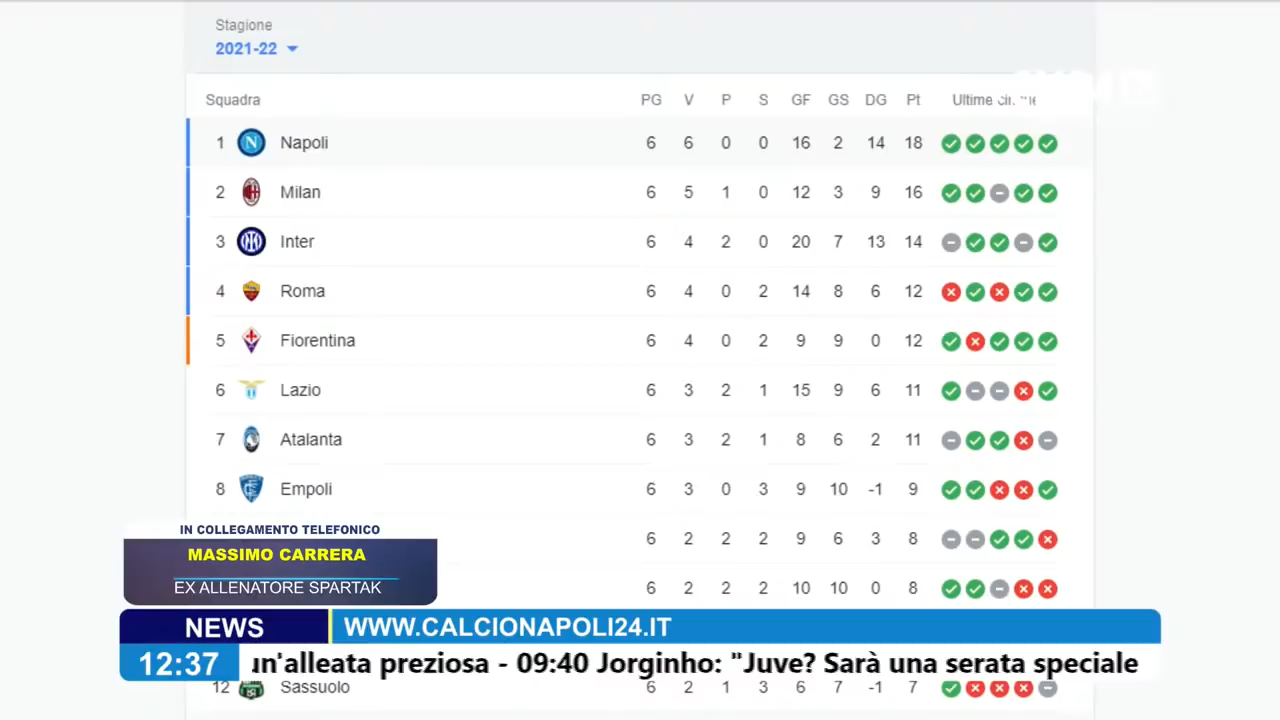 Stagione
2021-22
Squadra PG V P S GF GS DG Pt Ultime
1 Napoli 6 6 0 0 16 2 14 18
2 Milan 6 5 1 0 12 3 9 16
3 Inter 6 4 2 0 20 7 13 14
4 Roma 6 4 0 2 14 8 6 12
5 Fiorentina 6 4 0 2 9 9 0 12
6 Lazio 6 3 2 1 15 9 6 11
7 Atalanta 6 3 2 1 8 6 2 11
8 Empoli 6 3 0 3 9 10 -1 9
6 2 2 2 9 6 3 8
6 2 2 2 10 10 0 8
IN COLLEGAMENTO TELEFONICO
MASSIMO CARRERA
EX ALLENATORE SPARTAK
NEWS WWW.CALCIONAPOLI24.IT
12:37 un'alleata preziosa - 09:40 Jorginho: "Juve? Sarà una serata speciale
12 Sassuolo 6 2 1 3 6 7 -1 7